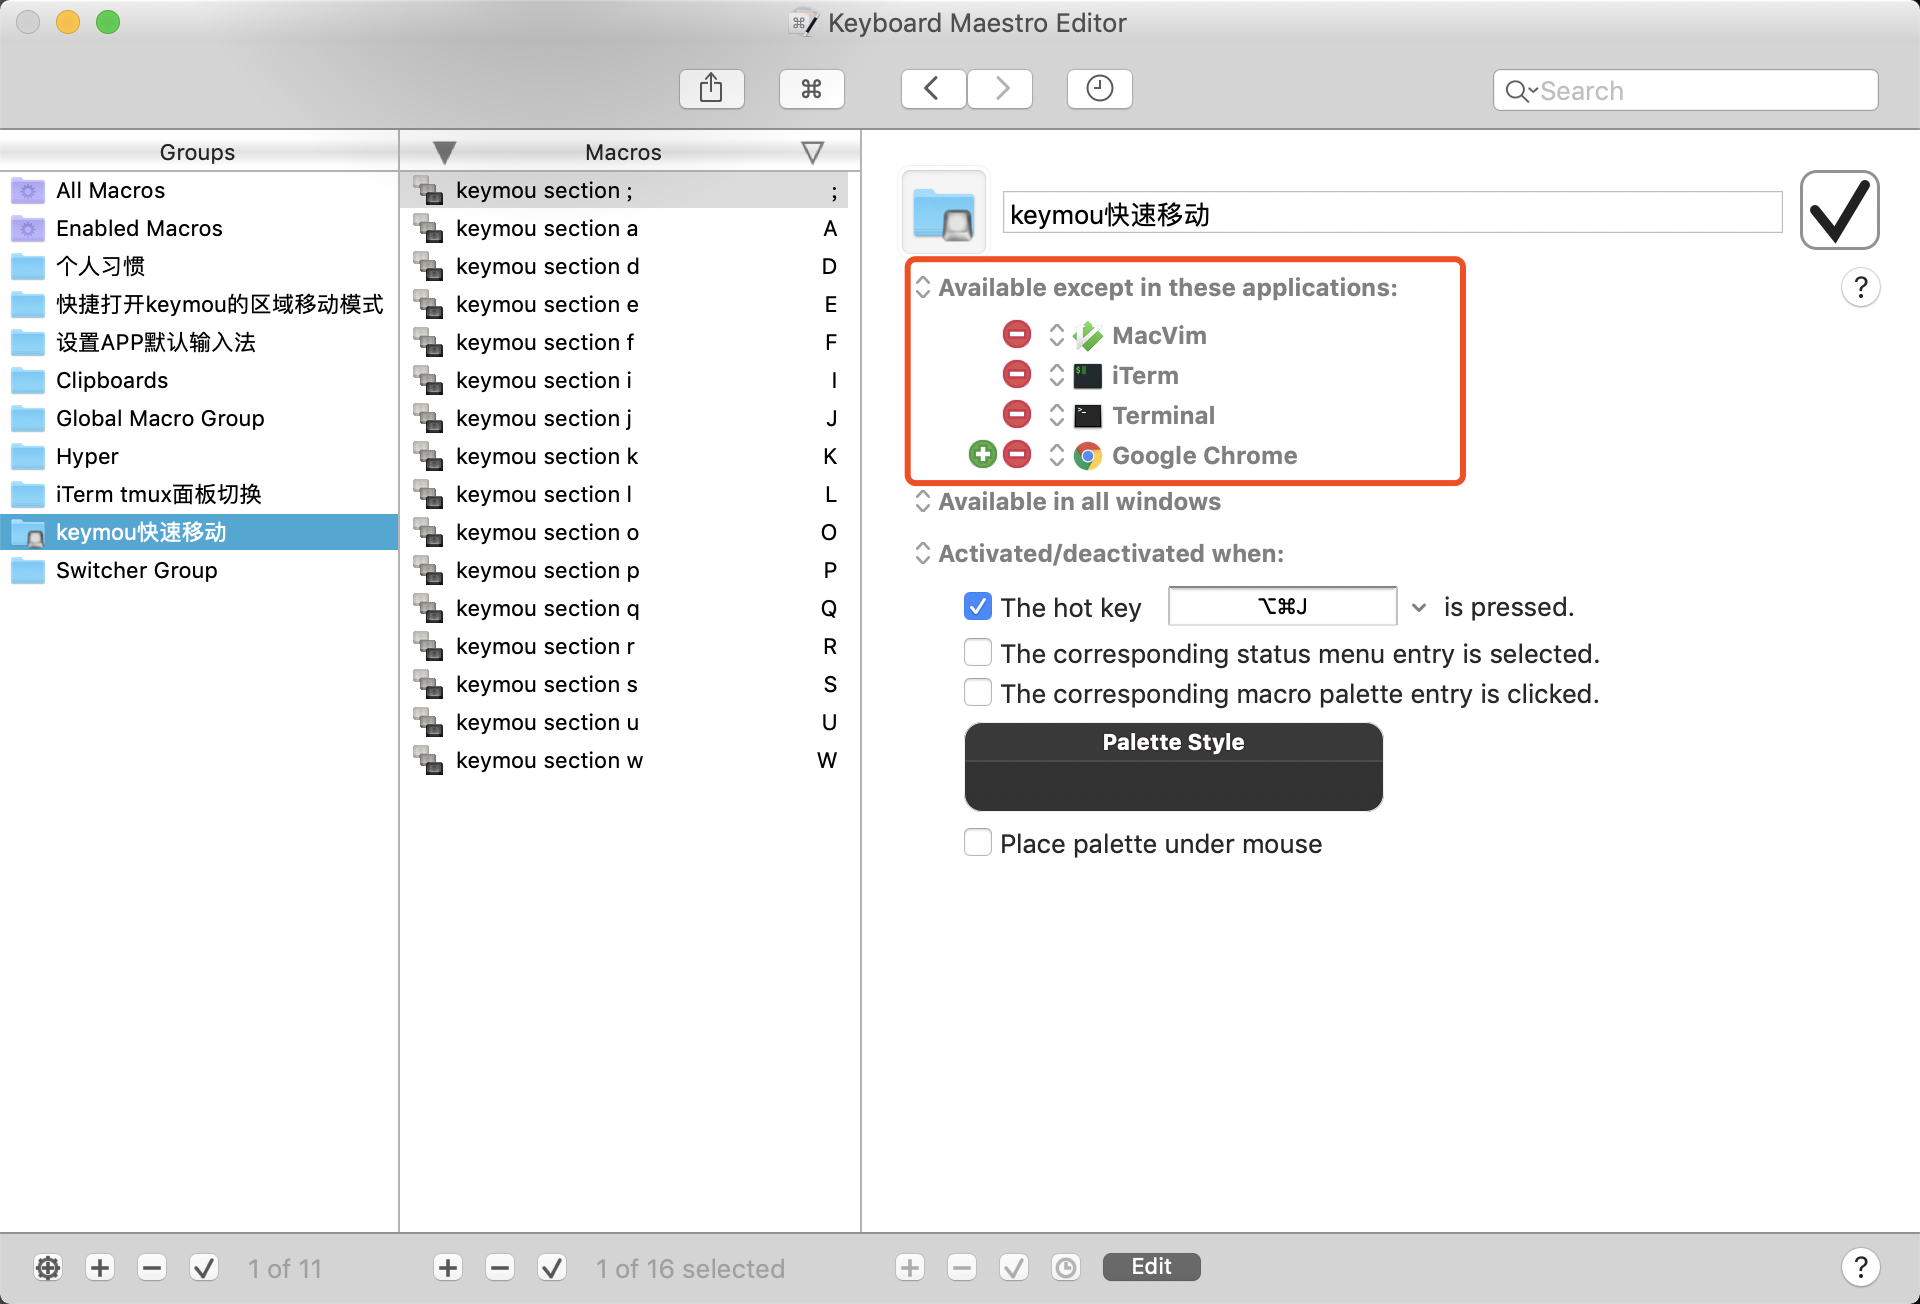 Keyboard Maestro Editor
Search
Groups
All Macros
Enabled Macros
个人习惯
快捷打开keymou的区域移动模式
设置APP默认输入法
Clipboards
Global Macro Group
Hyper
iTerm tmux面板切换
keymou快速移动
Switcher Group
Macros
keymou section ; ;
keymou section a A
keymou section d D
keymou section e E
keymou section f F
keymou section i I
keymou section j J
keymou section k K
keymou section l L
keymou section o O
keymou section p P
keymou section q Q
keymou section r R
keymou section s S
keymou section u U
keymou section w W
keymou快速移动
Available except in these applications:
?
MacVim
iTerm
Terminal
Google Chrome
Available in all windows
Activated/deactivated when:
The hot key ⌥⌘J is pressed.
The corresponding status menu entry is selected.
The corresponding macro palette entry is clicked.
Palette Style
Place palette under mouse
1 of 11
1 of 16 selected
Edit
?